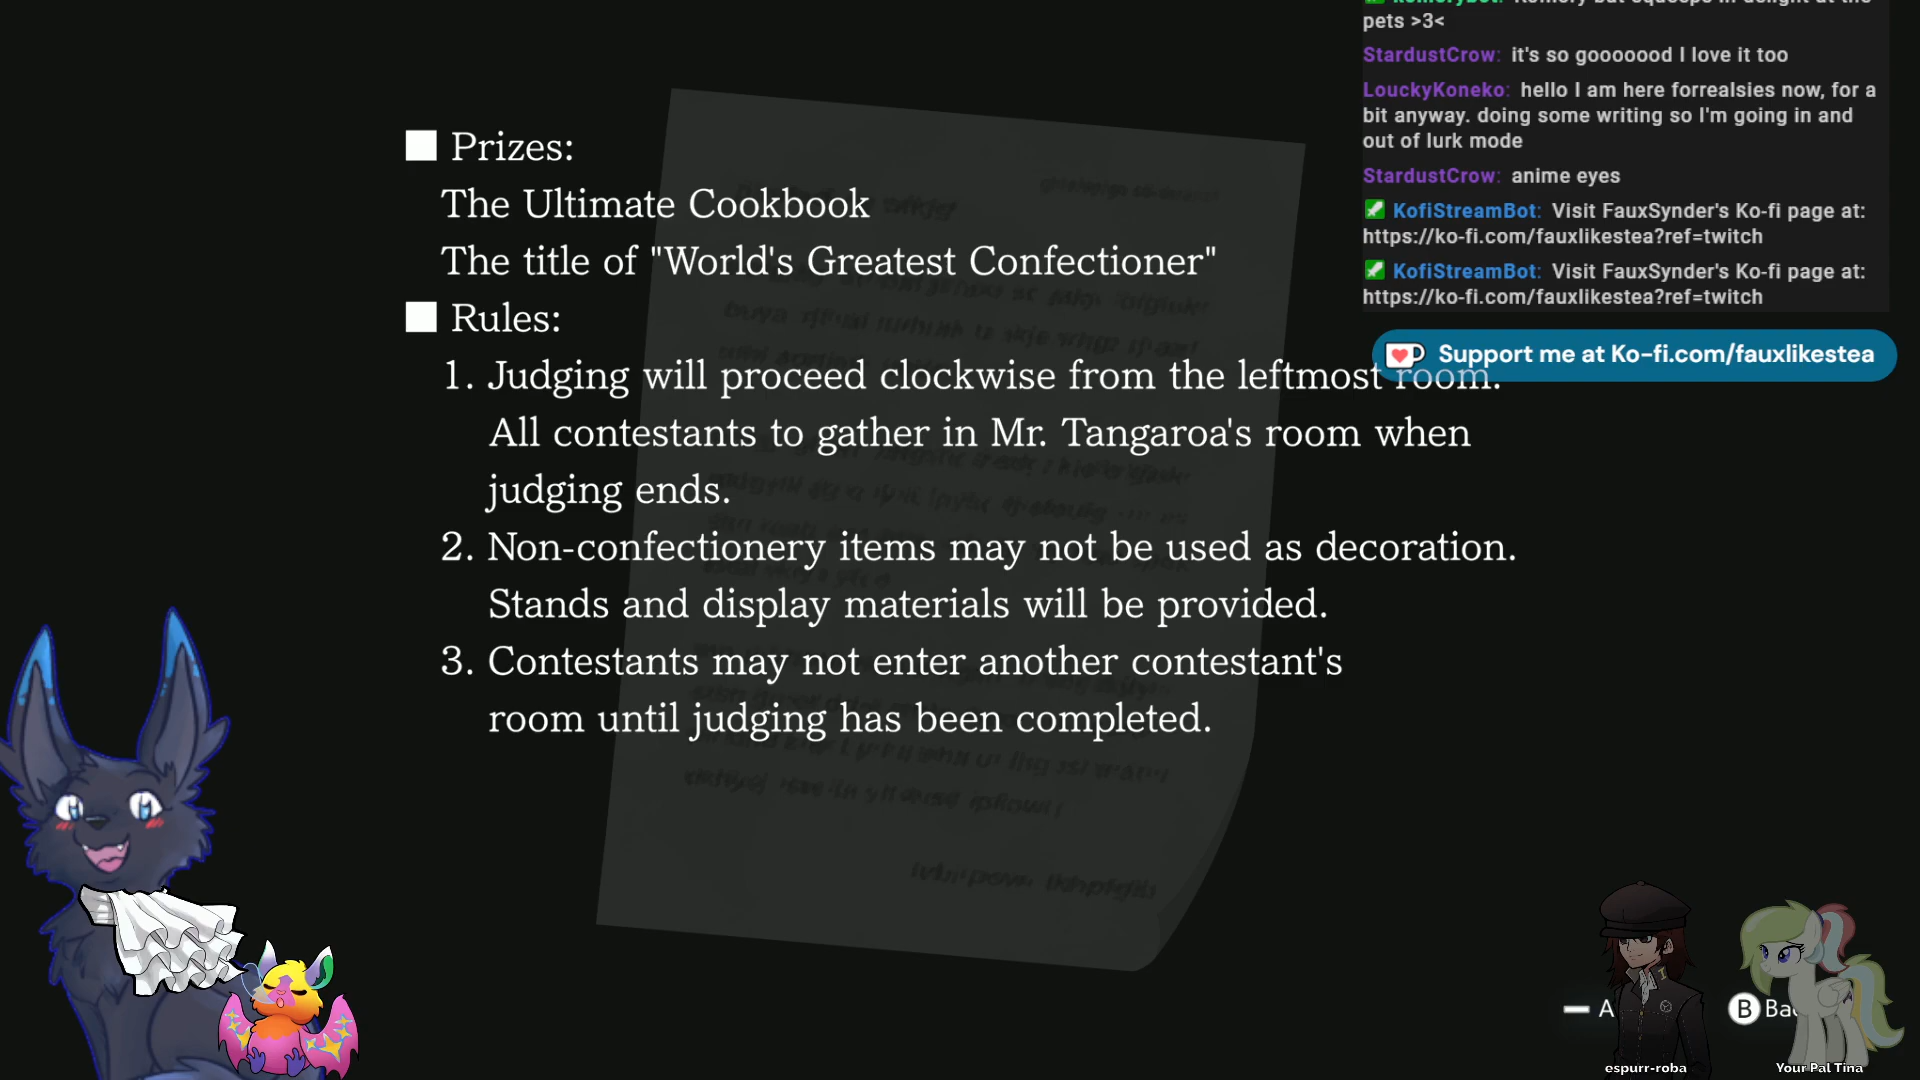 Prizes:
The Ultimate Cookbook
The title of "World's Greatest Confectioner"
Rules:
1. Judging will proceed clockwise from the leftmost room.
All contestants to gather in Mr. Tangaroa's room when
judging ends.
2. Non-confectionery items may not be used as decoration.
Stands and display materials will be provided.
3. Contestants may not enter another contestant's
room until judging has been completed.
pets >3<
StardustCrow: it's so gooooood I love it too
LouckyKoneko: hello I am here forrealsies now, for a
bit anyway. doing some writing so I'm going in and
out of lurk mode
StardustCrow: anime eyes
KofiStreamBot: Visit FauxSynder's Ko-fi page at:
https://ko-fi.com/fauxlikestea?ref=twitch
KofiStreamBot: Visit FauxSynder's Ko-fi page at:
https://ko-fi.com/fauxlikestea?ref=twitch
Support me at Ko-fi.com/fauxlikestea
B
espurr-roba
Your Pal Tina